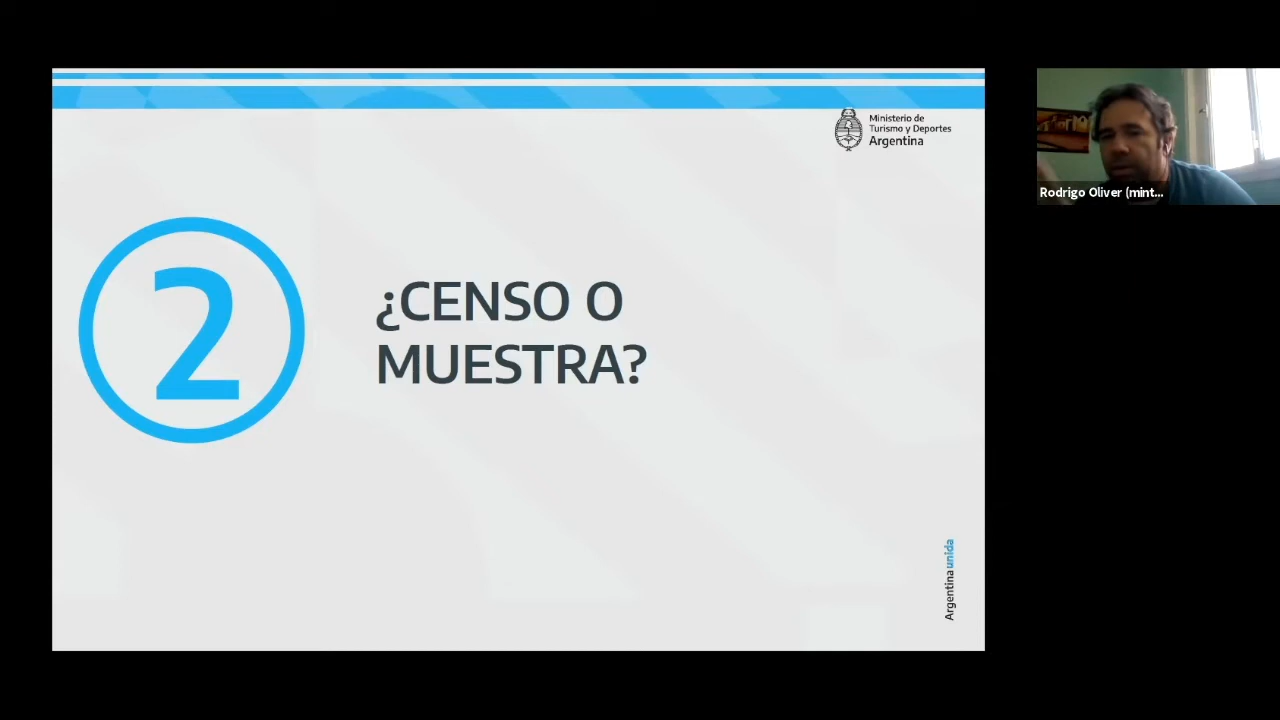 Ministerio de
Turismo y Deportes
Argentina
2
¿CENSO O
MUESTRA?
Argentina unida
Rodrigo Oliver (mint...